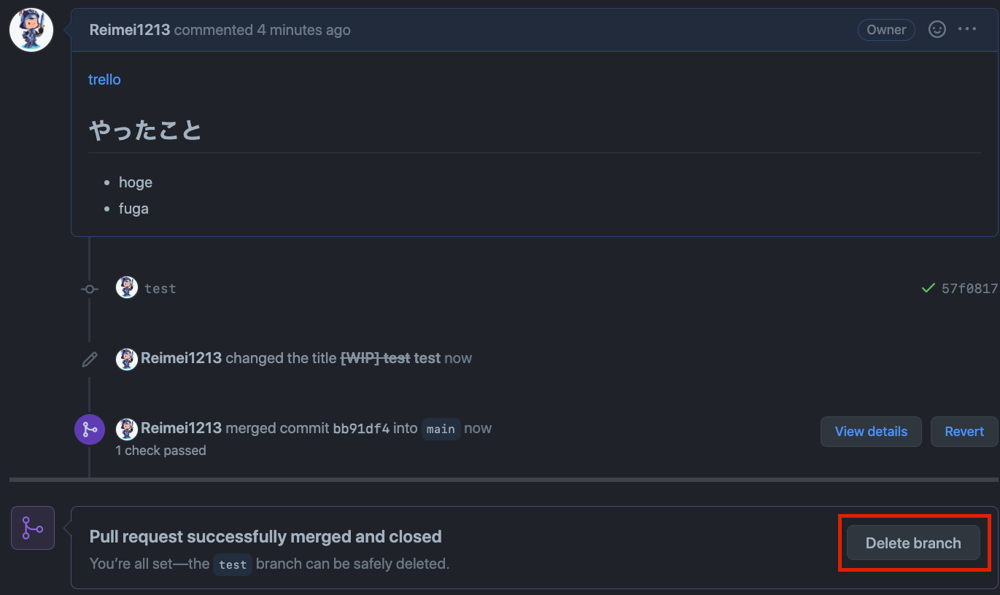 Reimei1213 commented 4 minutes ago Owner
trello
やったこと
hoge
fuga
test 57f0817
Reimei1213 changed the title [WIP] test test now
Reimei1213 merged commit bb91df4 into main now View details Revert
1 check passed
Pull request successfully merged and closed
You’re all set—the test branch can be safely deleted.
Delete branch